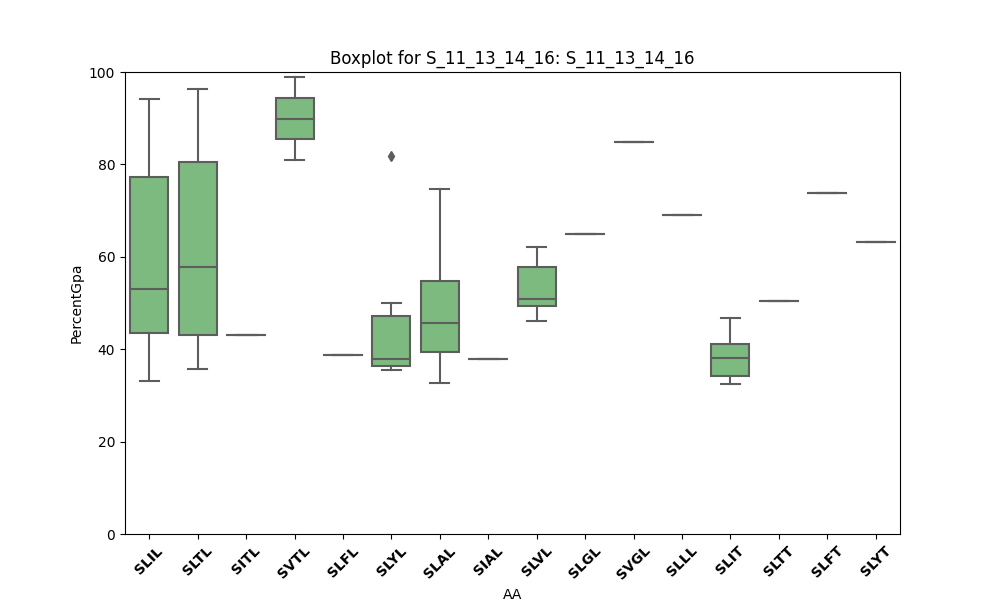 Boxplot for S_11_13_14_16: S_11_13_14_16
100
80
60
40
20
0
PercentGpa
SLIL SLTL SITL SVTL SLFL SLYL SLAL SIAL SLVL SLGL SVGL SLLL SLIT SLTT SLFT SLYT
AA